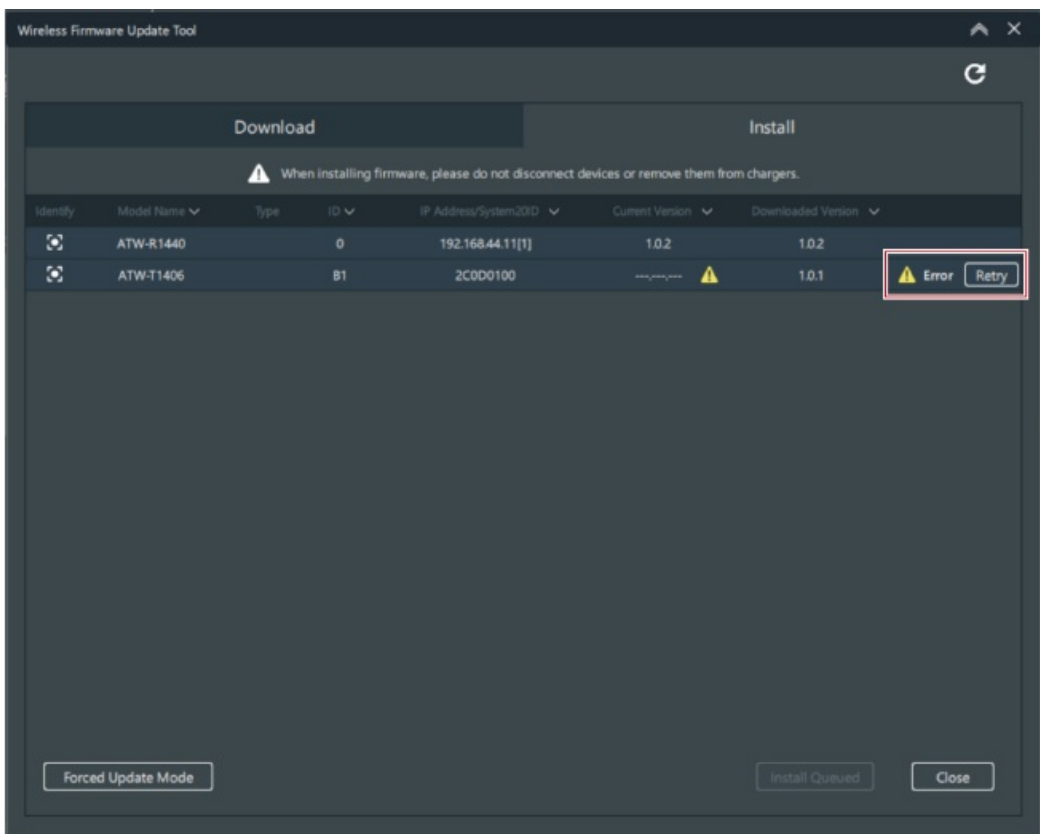 Wireless Firmware Update Tool
Download Install
When installing firmware, please do not disconnect devices or remove them from chargers.
Identify Model Name Type ID IP Address/System20ID Current Version Downloaded Version
ATW-R1440 0 192.168.44.11[1] 1.0.2 1.0.2
ATW-T1406 B1 2C0D0100 ---,---,--- 1.0.1 Error Retry
Forced Update Mode Install Queued Close